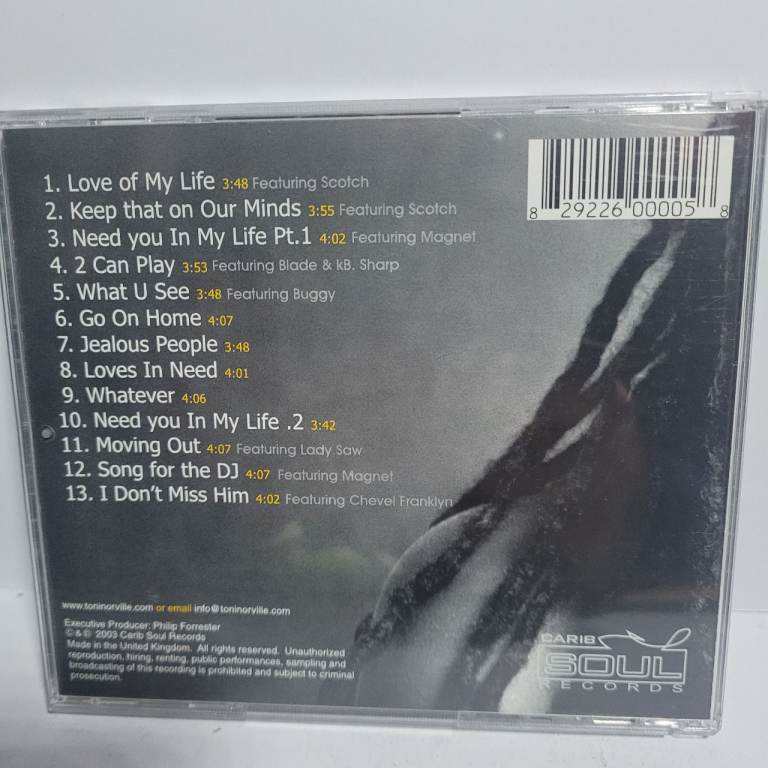 1. Love of My Life 3:48 Featuring Scotch
2. Keep that on Our Minds 3:55 Featuring Scotch
3. Need you In My Life Pt.1 4:02 Featuring Magnet
4. 2 Can Play 3:53 Featuring Blade & kB. Sharp
5. What U See 3:48 Featuring Buggy
6. Go On Home 4:07
7. Jealous People 3:48
8. Loves In Need 4:01
9. Whatever 4:06
10. Need you In My Life .2 3:42
11. Moving Out 4:07 Featuring Lady Saw
12. Song for the DJ 4:07 Featuring Magnet
13. I Don't Miss Him 4:02 Featuring Chevel Franklyn
8 29226 00005 8
www.toninorville.com or email info@toninorville.com
Executive Producer: Philip Forrester
© & ℗ 2003 Carib Soul Records
Made in the United Kingdom. All rights reserved. Unauthorized
reproduction, hiring, renting, public performances, sampling and
broadcasting of this recording is prohibited and subject to criminal
prosecution.
CARIB
SOUL
RECORDS